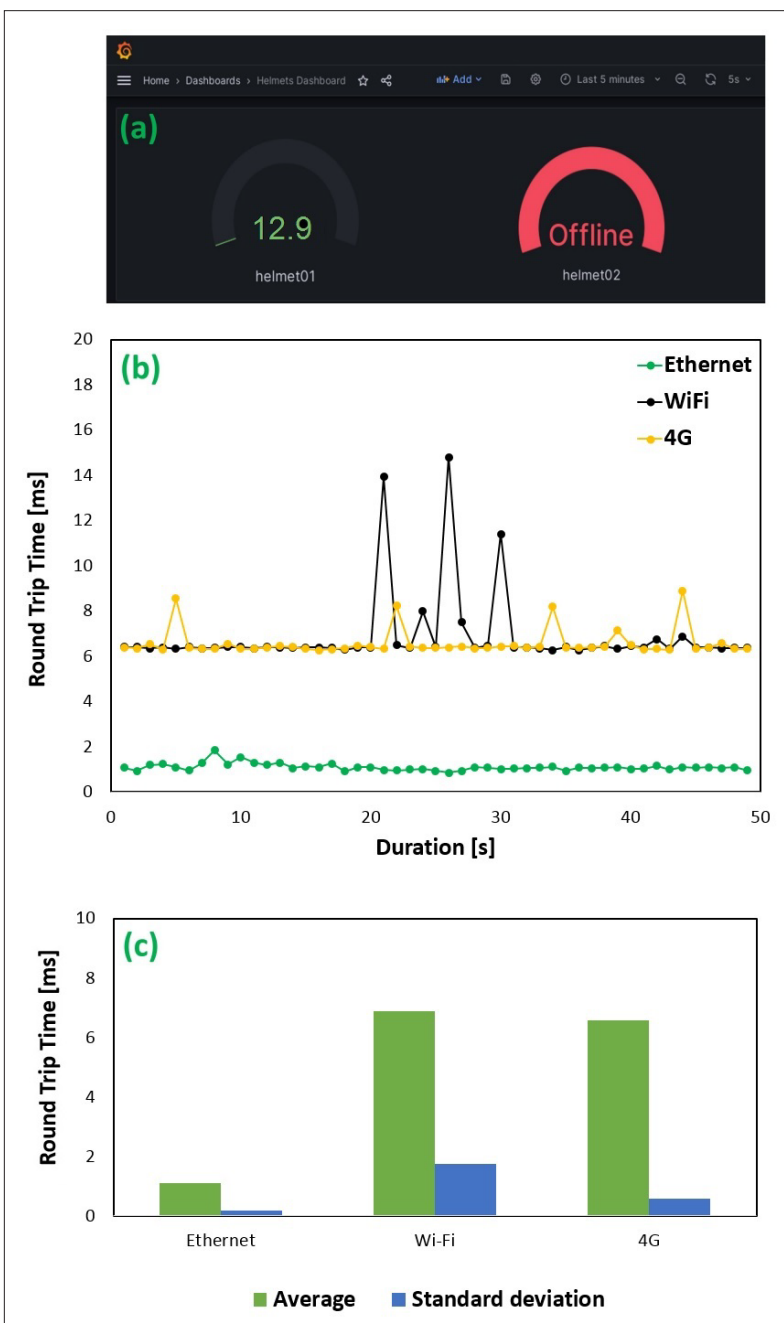 Home > Dashboards > Helmets Dashboard Add Last 5 minutes 5s
(a)
12.9 Offline
helmet01 helmet02
(b)
Ethernet
WiFi
4G
20
18
16
14
12
10
8
6
4
2
0
Round Trip Time [ms]
0 10 20 30 40 50
Duration [s]
(c)
10
8
6
4
2
0
Round Trip Time [ms]
Ethernet Wi-Fi 4G
Average Standard deviation